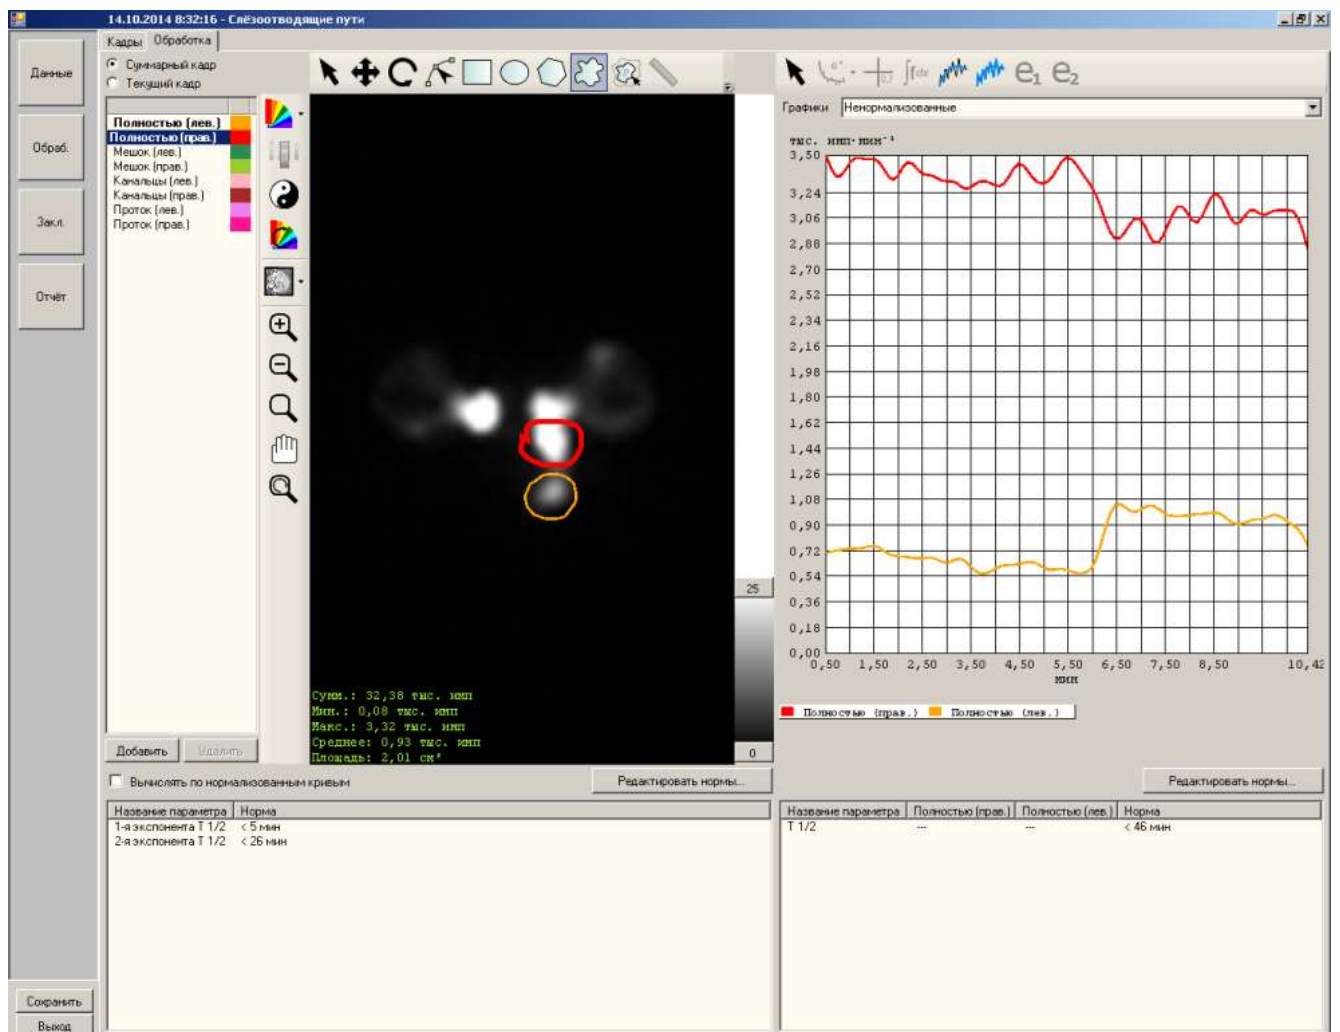 14.10.2014 8:32:16 - Слёзоотводящие пути
Кадры Обработка
Данные
Обраб.
Закл.
Отчёт
Суммарный кадр
Текущий кадр
Полностью (лев.)
Полностью (прав.)
Мешок (лев.)
Мешок (прав.)
Канальцы (лев.)
Канальцы (прав.)
Проток (лев.)
Проток (прав.)
Добавить Удалить
Сумм.: 32,38 тыс. имп
Мин.: 0,08 тыс. имп
Макс.: 3,32 тыс. имп
Среднее: 0,93 тыс. имп
Площадь: 2,01 см²
25
0
∫f dx e₁ e₂
Графики Ненормализованные
тыс. имп·мин⁻¹
3,50
3,24
3,06
2,88
2,70
2,52
2,34
2,16
1,98
1,80
1,62
1,44
1,26
1,08
0,90
0,72
0,54
0,36
0,18
0,00
0,50 1,50 2,50 3,50 4,50 5,50 6,50 7,50 8,50 10,42
мин
Полностью (прав.) Полностью (лев.)
Вычислять по нормализованным кривым Редактировать нормы...
Название параметра Норма
1-я экспонента T 1/2 < 5 мин
2-я экспонента T 1/2 < 26 мин
Редактировать нормы...
Название параметра Полностью (прав.) Полностью (лев.) Норма
T 1/2 --- --- < 46 мин
Сохранить
Выход